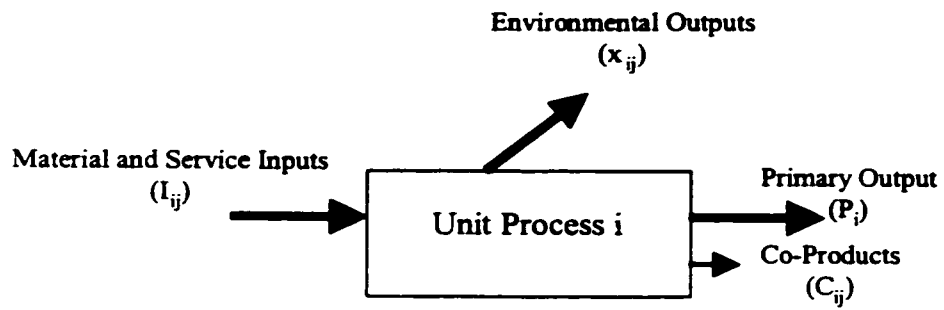 Environmental Outputs
(x_ij)
Material and Service Inputs
(I_ij)
Unit Process i
Primary Output
(P_i)
Co-Products
(C_ij)